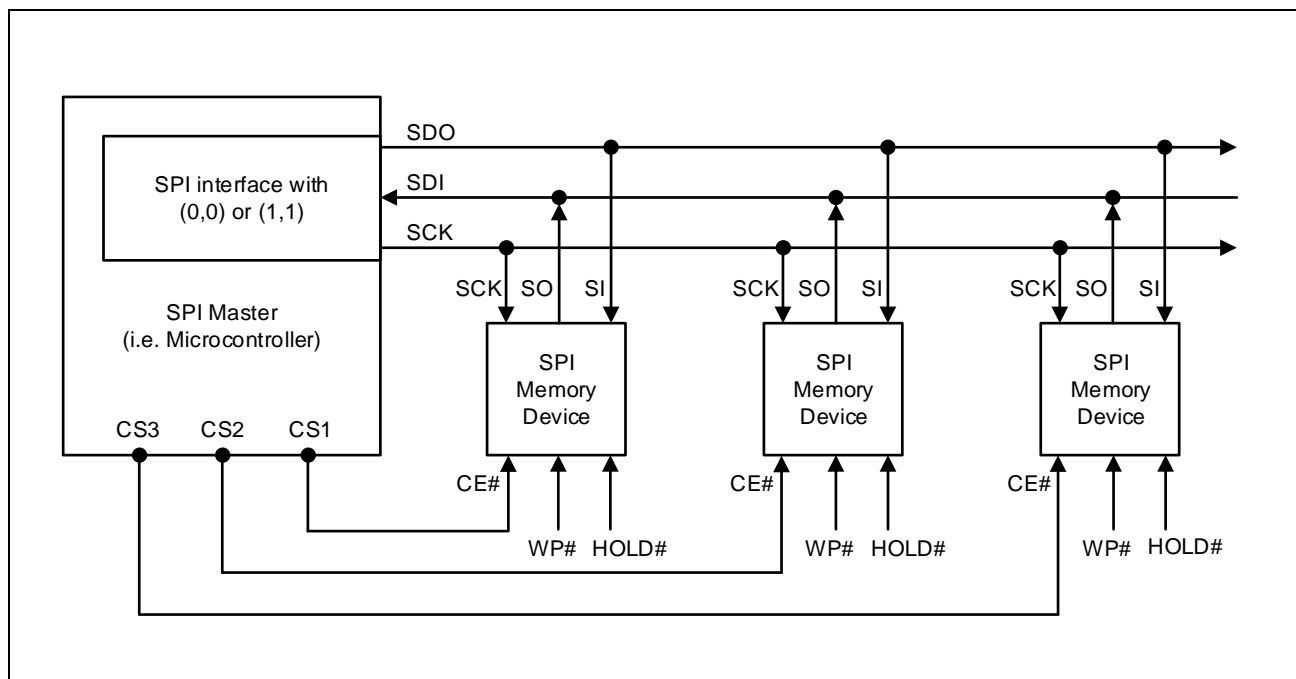 SDO
SPI interface with
(0,0) or (1,1)
SDI
SCK
SPI Master
(i.e. Microcontroller)
SCK SO SI
SCK SO SI
SCK SO SI
SPI
Memory
Device
SPI
Memory
Device
SPI
Memory
Device
CS3 CS2 CS1
CE#
CE#
CE#
WP# HOLD#
WP# HOLD#
WP# HOLD#